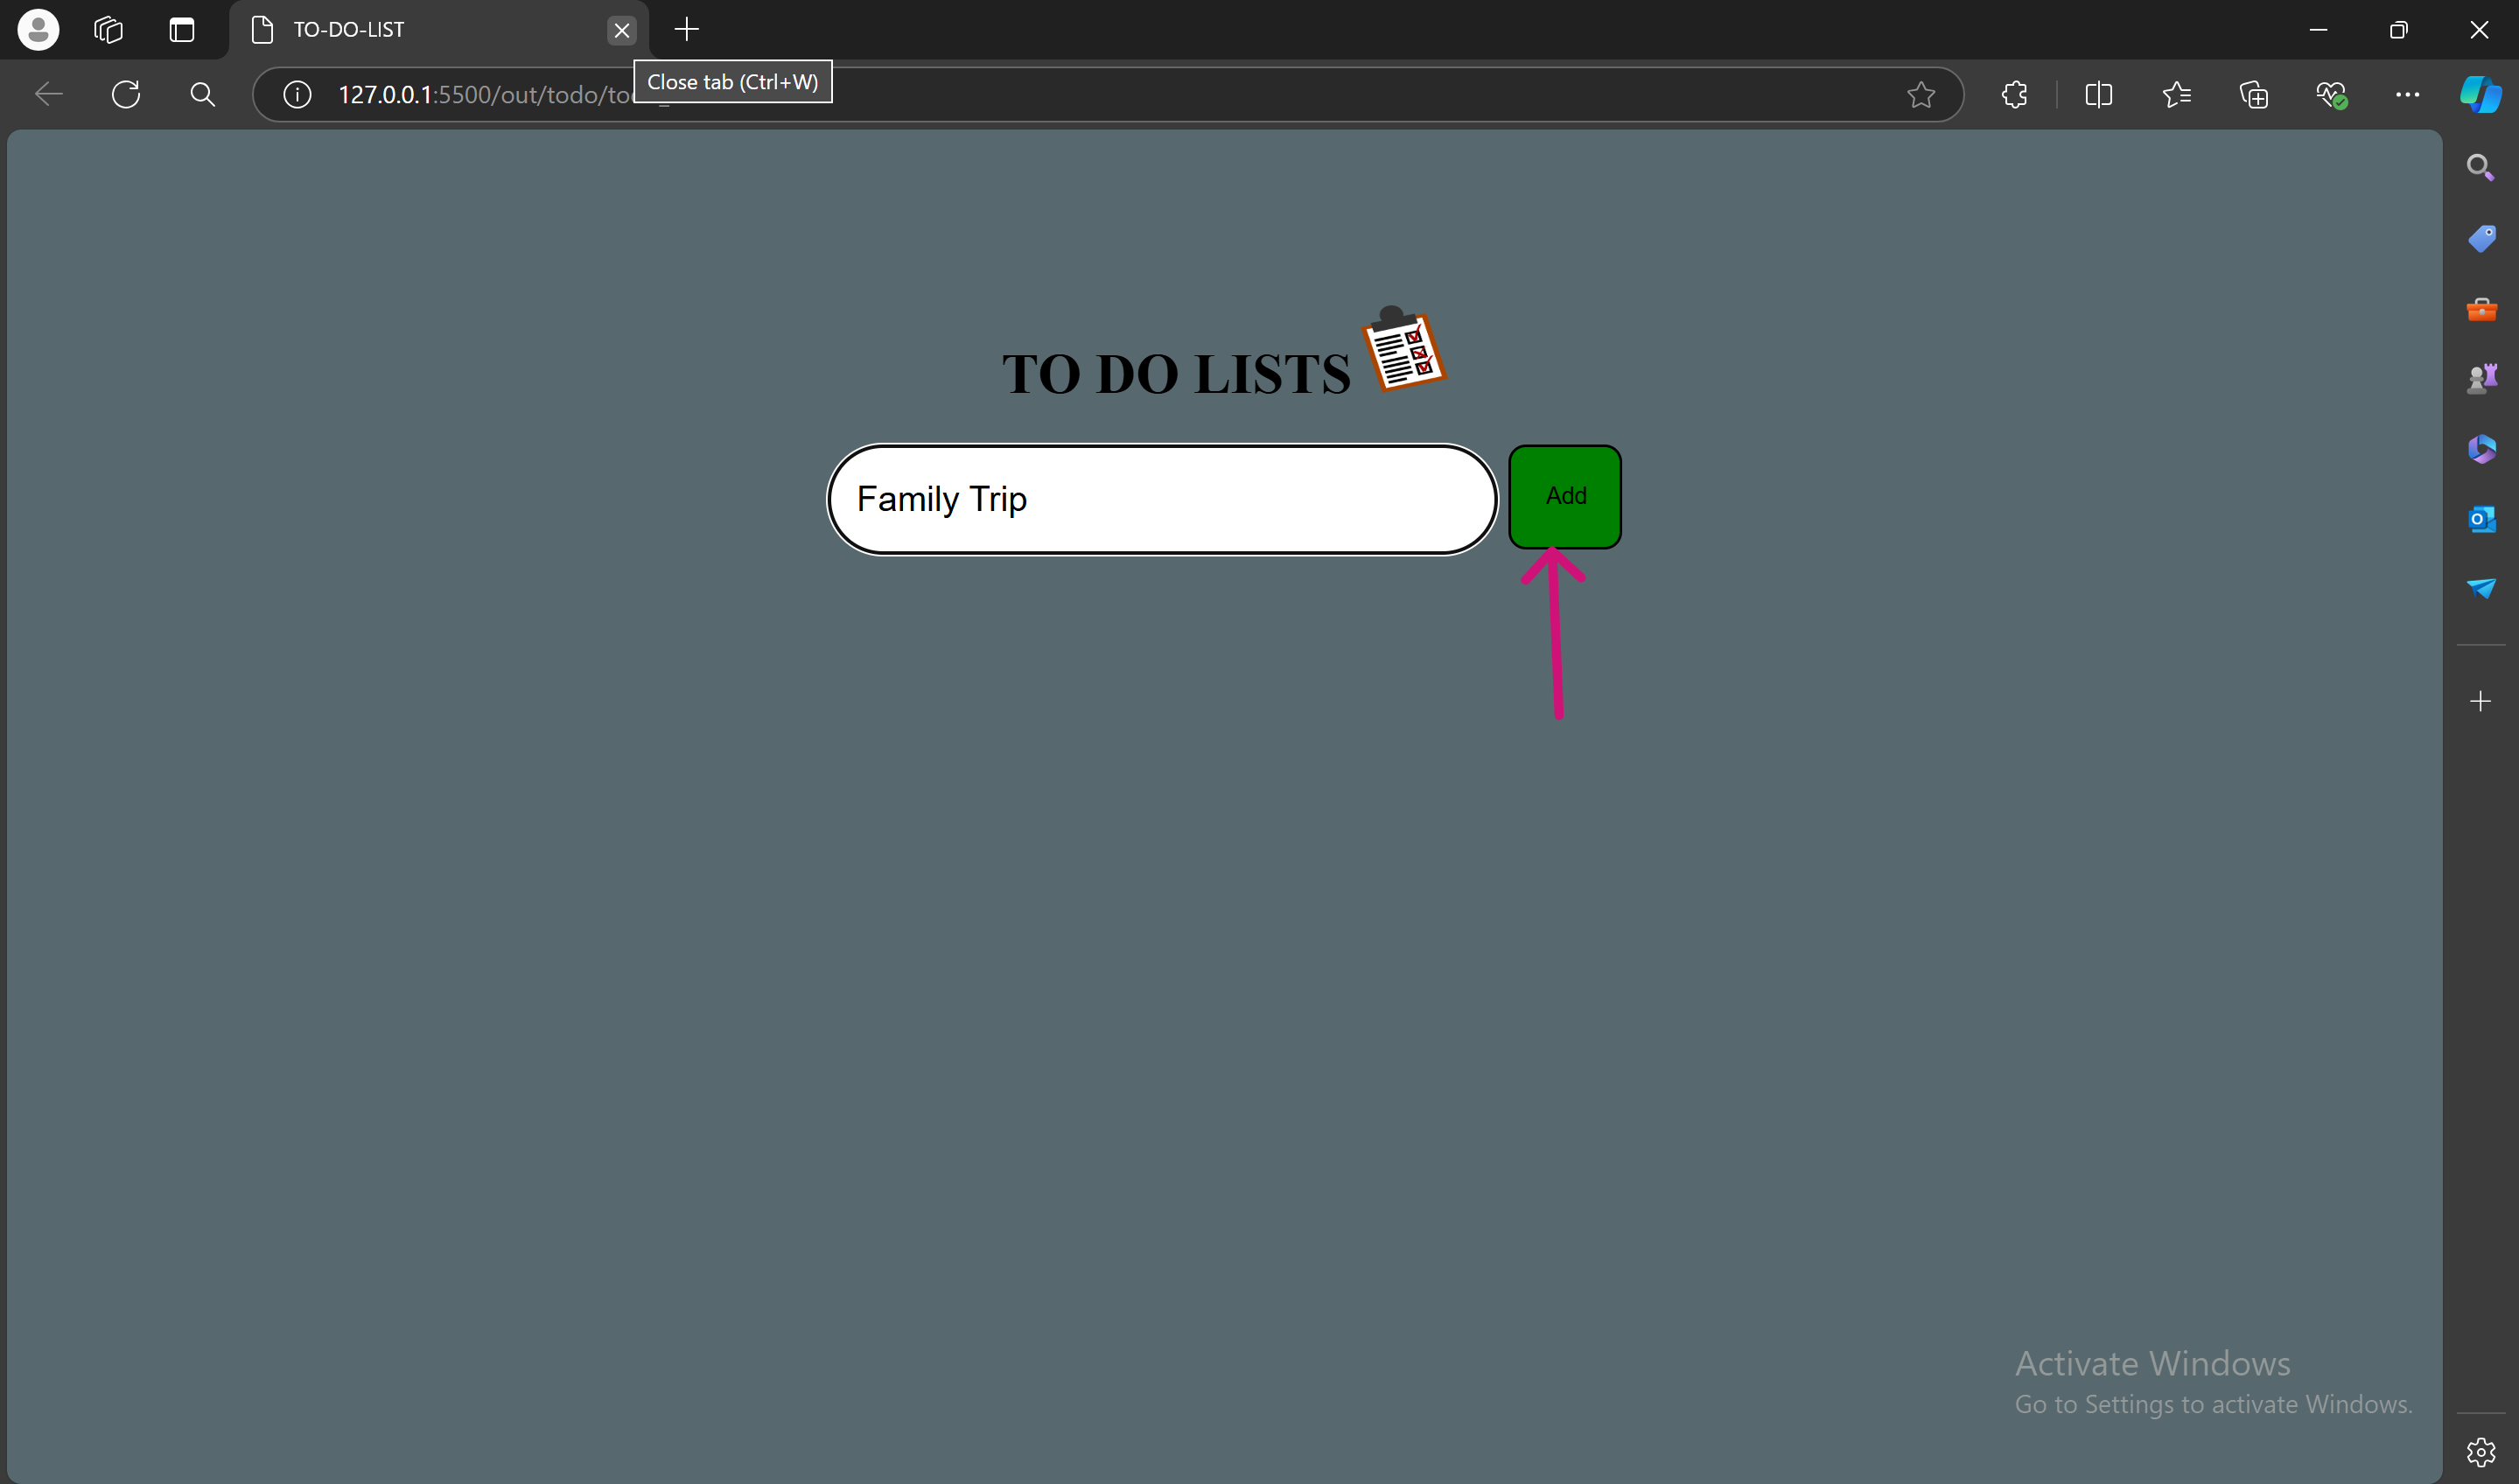 TO-DO-LIST
127.0.0.1:5500/out/todo/to
Close tab (Ctrl+W)
TO DO LISTS
Family Trip
Add
Activate Windows
Go to Settings to activate Windows.